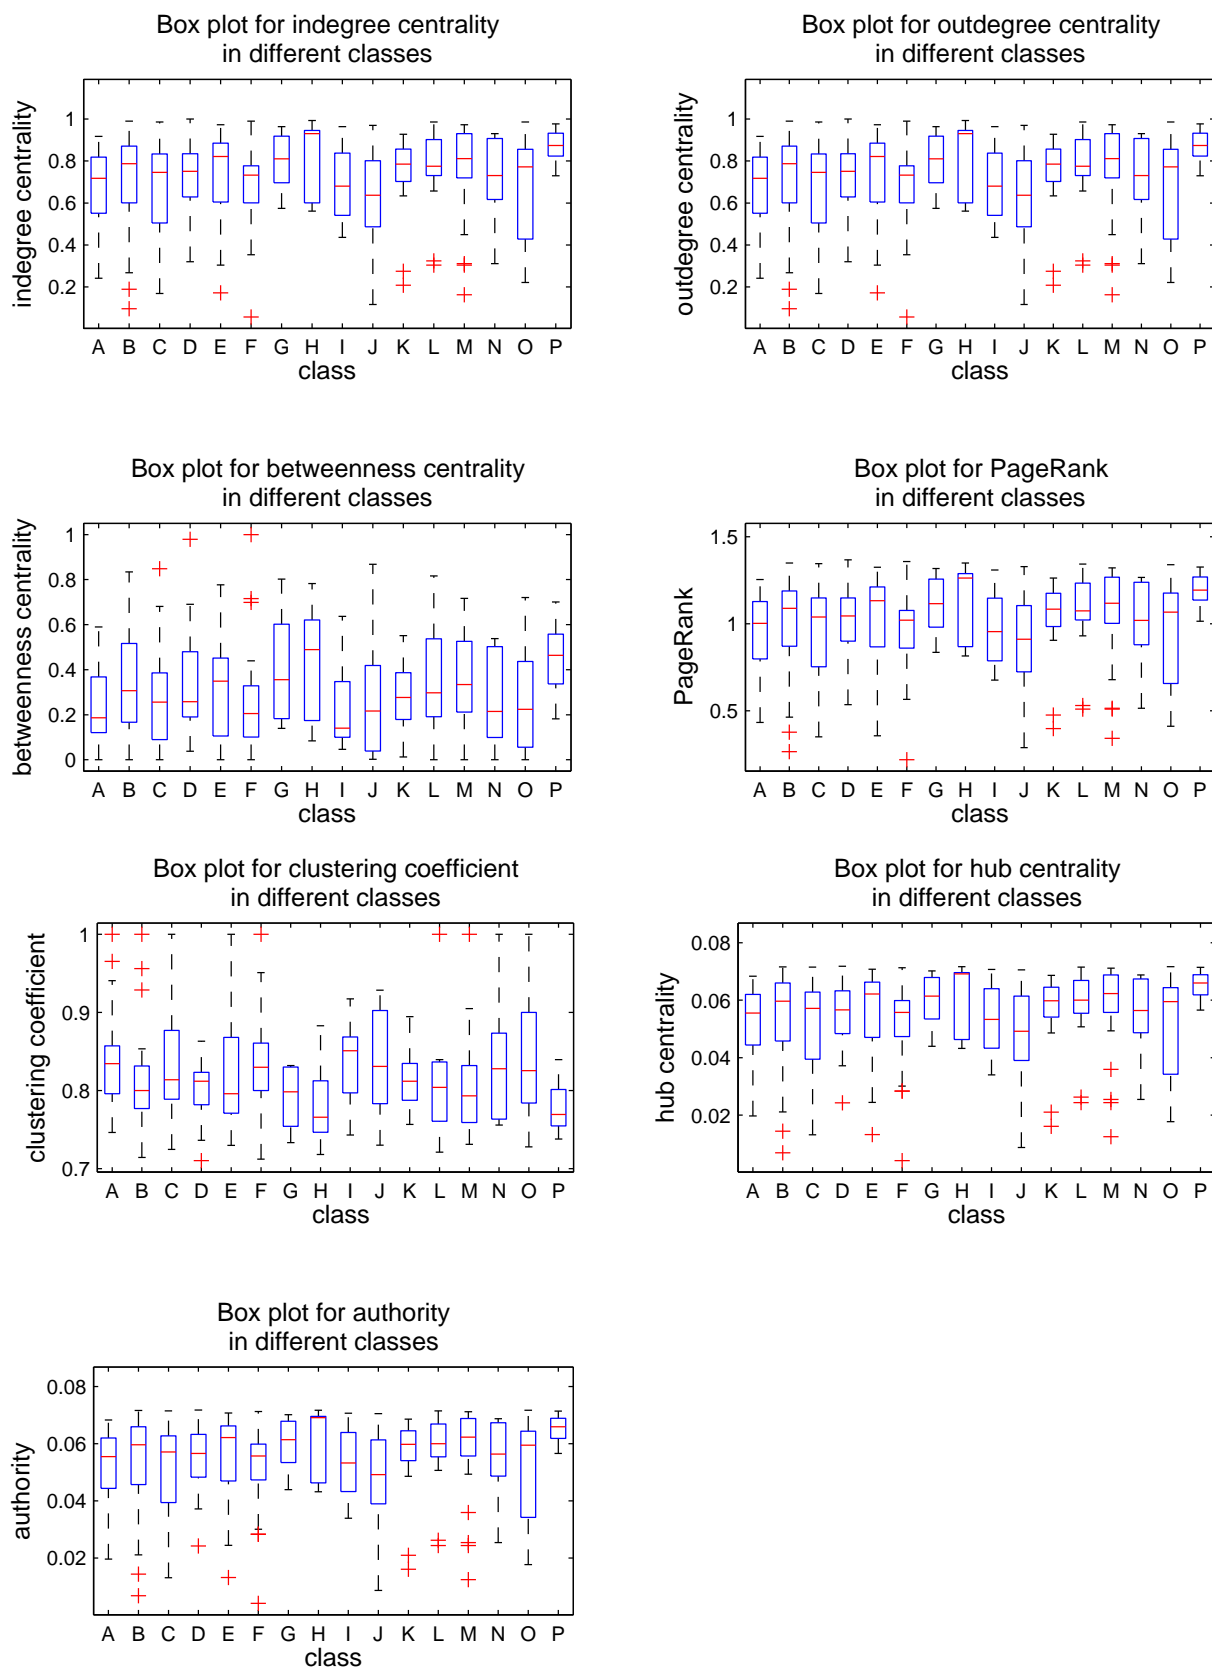 Box plot for indegree centrality
in different classes
indegree centrality
1
0.8
0.6
0.4
0.2
A B C D E F G H I J K L M N O P
class
Box plot for outdegree centrality
in different classes
outdegree centrality
1
0.8
0.6
0.4
0.2
A B C D E F G H I J K L M N O P
class
Box plot for betweenness centrality
in different classes
betweenness centrality
1
0.8
0.6
0.4
0.2
0
A B C D E F G H I J K L M N O P
class
Box plot for PageRank
in different classes
PageRank
1.5
1
0.5
A B C D E F G H I J K L M N O P
class
Box plot for clustering coefficient
in different classes
clustering coefficient
1
0.9
0.8
0.7
A B C D E F G H I J K L M N O P
class
Box plot for hub centrality
in different classes
hub centrality
0.08
0.06
0.04
0.02
A B C D E F G H I J K L M N O P
class
Box plot for authority
in different classes
authority
0.08
0.06
0.04
0.02
A B C D E F G H I J K L M N O P
class